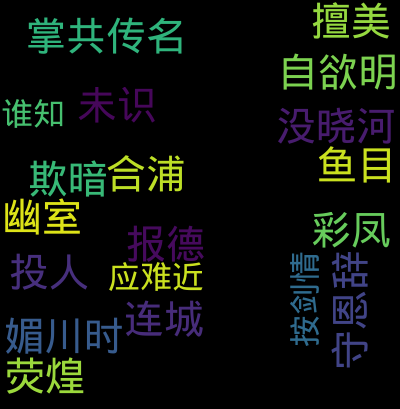 掌共传名
擅美
自欲明
谁知
未识
没晓河
欺暗
合浦
鱼目
幽室
彩凤
报德
投人
应难近
按剑情
守恩辞
连城
媚川时
荧煌